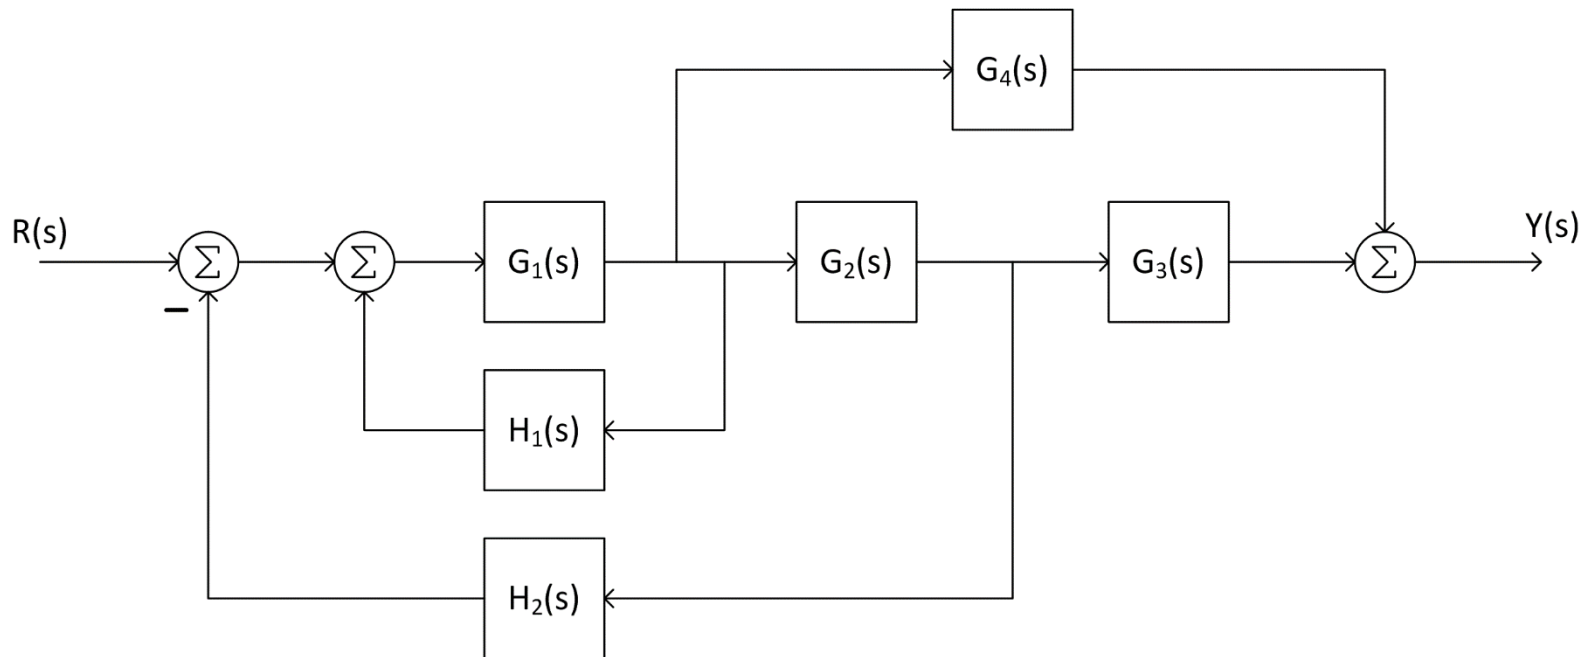 G₄(s)
R(s)
Σ
Σ
G₁(s)
G₂(s)
G₃(s)
Σ
Y(s)
−
H₁(s)
H₂(s)